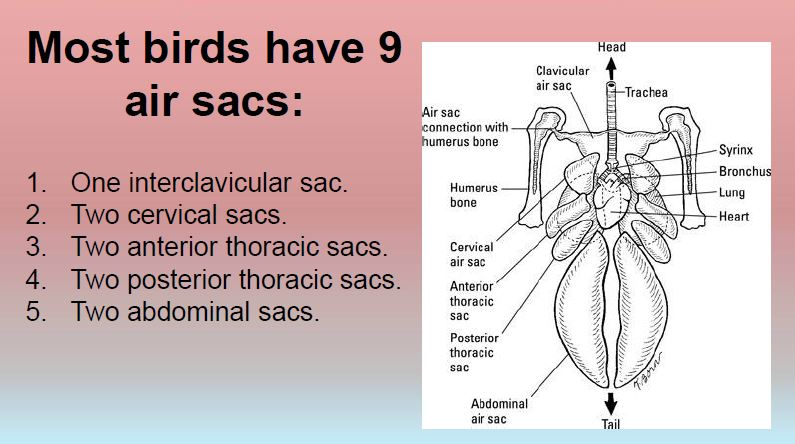 Most birds have 9
air sacs:
1. One interclavicular sac.
2. Two cervical sacs.
3. Two anterior thoracic sacs.
4. Two posterior thoracic sacs.
5. Two abdominal sacs.
Head
Clavicular
air sac
Trachea
Air sac
connection with
humerus bone
Syrinx
Bronchus
Lung
Humerus
bone
Heart
Cervical
air sac
Anterior
thoracic
sac
Posterior
thoracic
sac
Abdominal
air sac
Tail